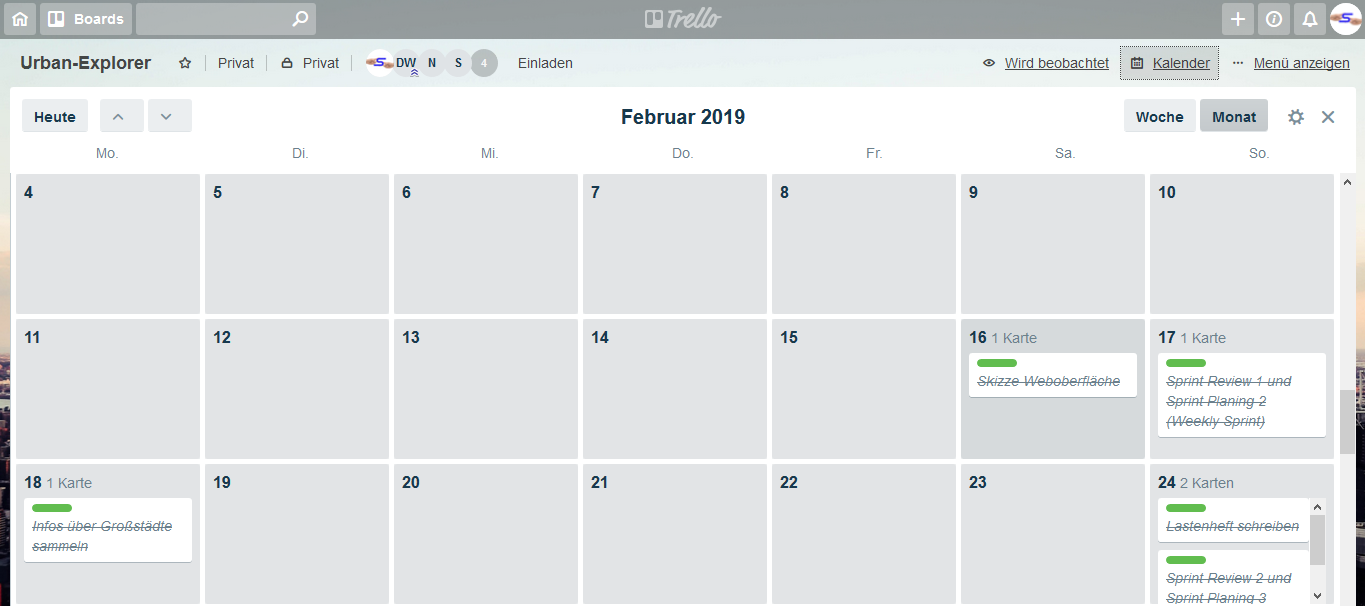 Boards
Trello
Urban-Explorer
Privat
Privat
S
DW
N
S
4
Einladen
Wird beobachtet
Kalender
Menü anzeigen
Heute
Februar 2019
Woche
Monat
Mo. Di. Mi. Do. Fr. Sa. So.
4 5 6 7 8 9 10
11 12 13 14 15 16 1 Karte 17 1 Karte
Skizze Weboberfläche
Sprint Review 1 und
Sprint Planing 2
(Weekly Sprint)
18 1 Karte 19 20 21 22 23 24 2 Karten
Infos über Großstädte
sammeln
Lastenheft schreiben
Sprint Review 2 und
Sprint Planing 3